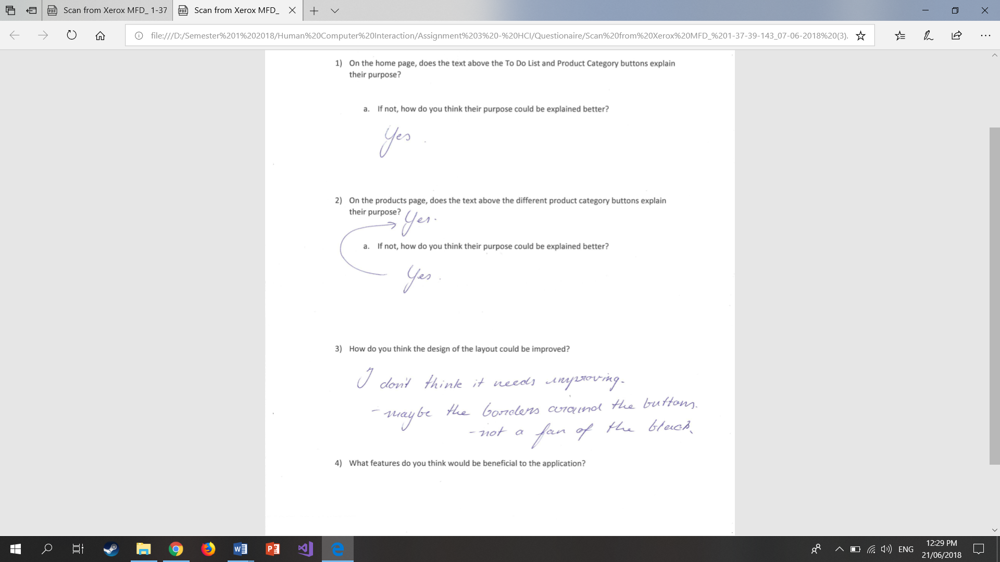 Scan from Xerox MFD_ 1-37
Scan from Xerox MFD_
file:///D:/Semester%201%202018/Human%20Computer%20Interaction/Assignment%203%20-%20HCI/Questionaire/Scan%20from%20Xerox%20MFD_%201-37-39-143_07-06-2018%20(3).
1) On the home page, does the text above the To Do List and Product Category buttons explain
their purpose?
a. If not, how do you think their purpose could be explained better?
Yes.
2) On the products page, does the text above the different product category buttons explain
their purpose?
Yes.
a. If not, how do you think their purpose could be explained better?
Yes.
3) How do you think the design of the layout could be improved?
I don't think it needs improving.
- maybe the borders around the buttons.
- not a fan of the black.
4) What features do you think would be beneficial to the application?
ENG
12:29 PM
21/06/2018